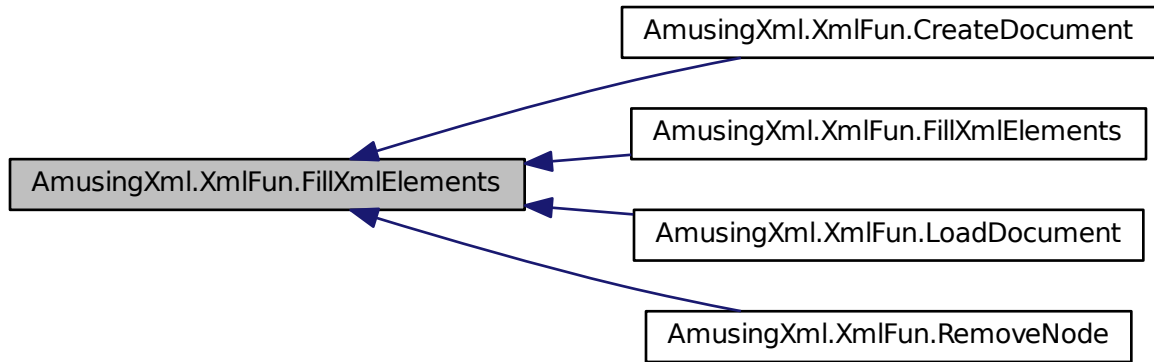 AmusingXml.XmlFun.CreateDocument
AmusingXml.XmlFun.FillXmlElements
AmusingXml.XmlFun.FillXmlElements
AmusingXml.XmlFun.LoadDocument
AmusingXml.XmlFun.RemoveNode